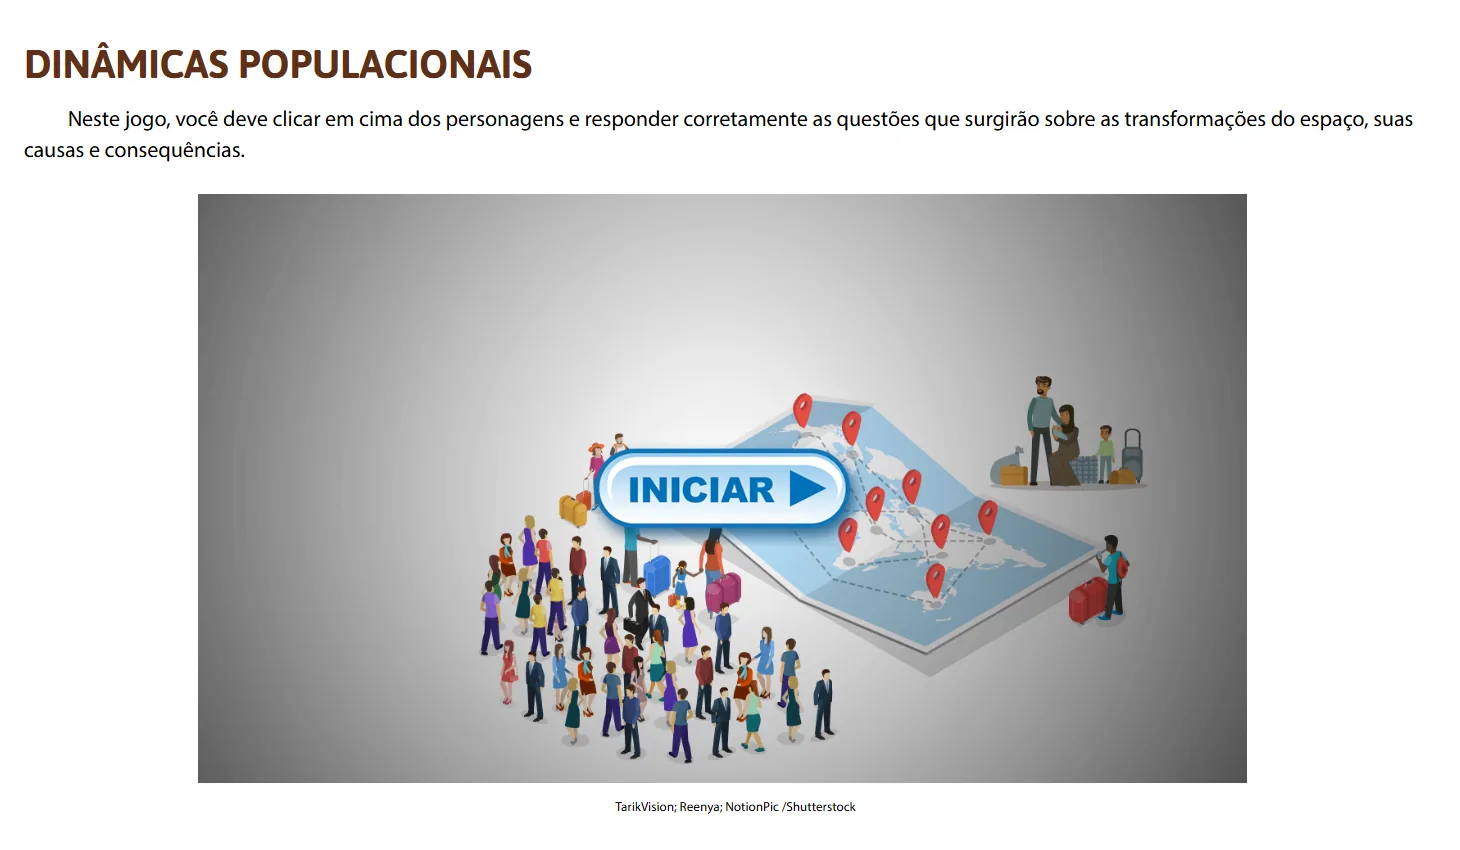 DINÂMICAS POPULACIONAIS
Neste jogo, você deve clicar em cima dos personagens e responder corretamente as questões que surgirão sobre as transformações do espaço, suas
causas e consequências.
INICIAR
TarikVision; Reenya; NotionPic /Shutterstock